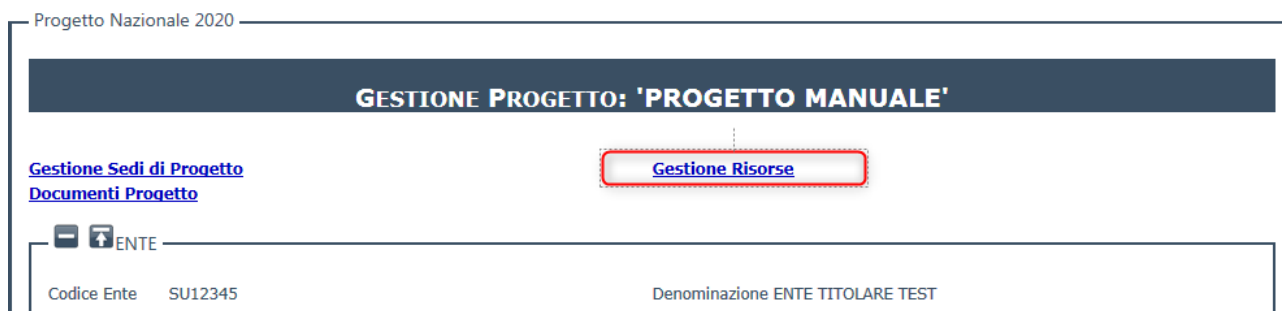 Progetto Nazionale 2020
GESTIONE PROGETTO: 'PROGETTO MANUALE'
Gestione Sedi di Progetto Gestione Risorse
Documenti Progetto
ENTE
Codice Ente SU12345 Denominazione ENTE TITOLARE TEST